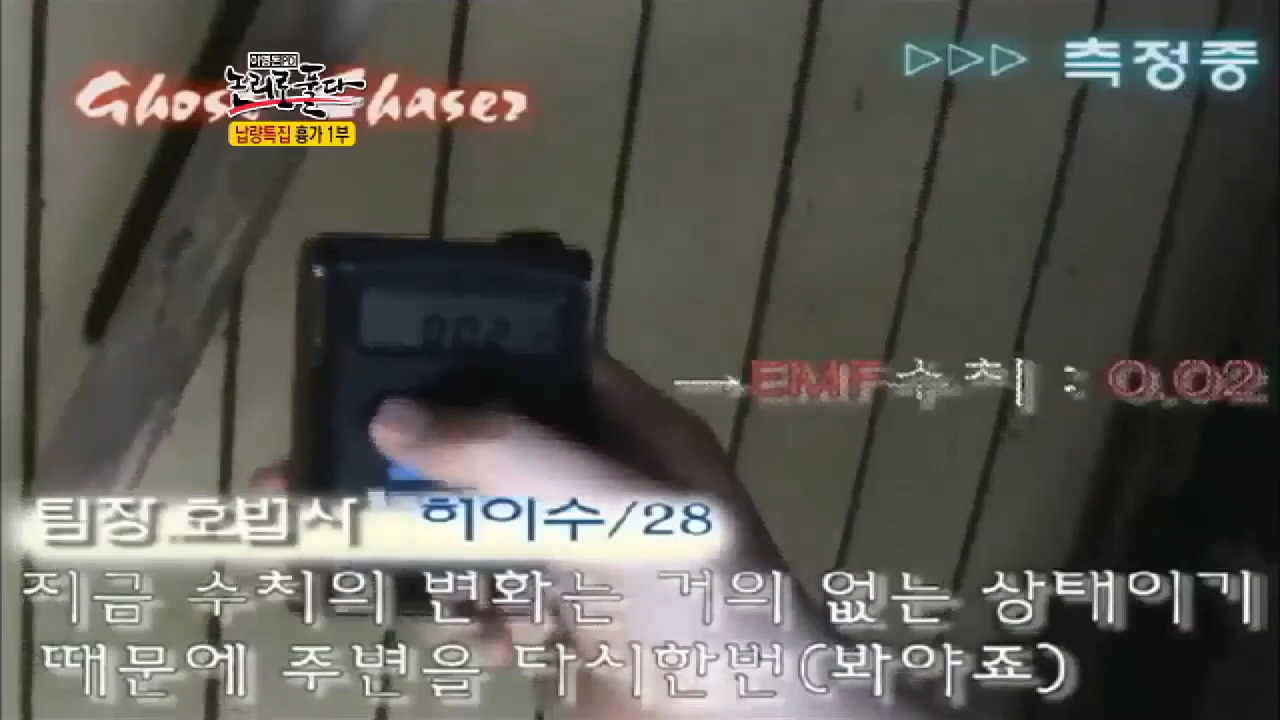 Ghost Chaser
이영돈PD
논리로풀다
납량특집 흉가 1부
▷▷▷ 측정중
0.02
→EMF수치 : 0.02
팀장 호법사 허이수/28
지금 수치의 변화는 거의 없는 상태이기
때문에 주변을 다시한번(봐야죠)